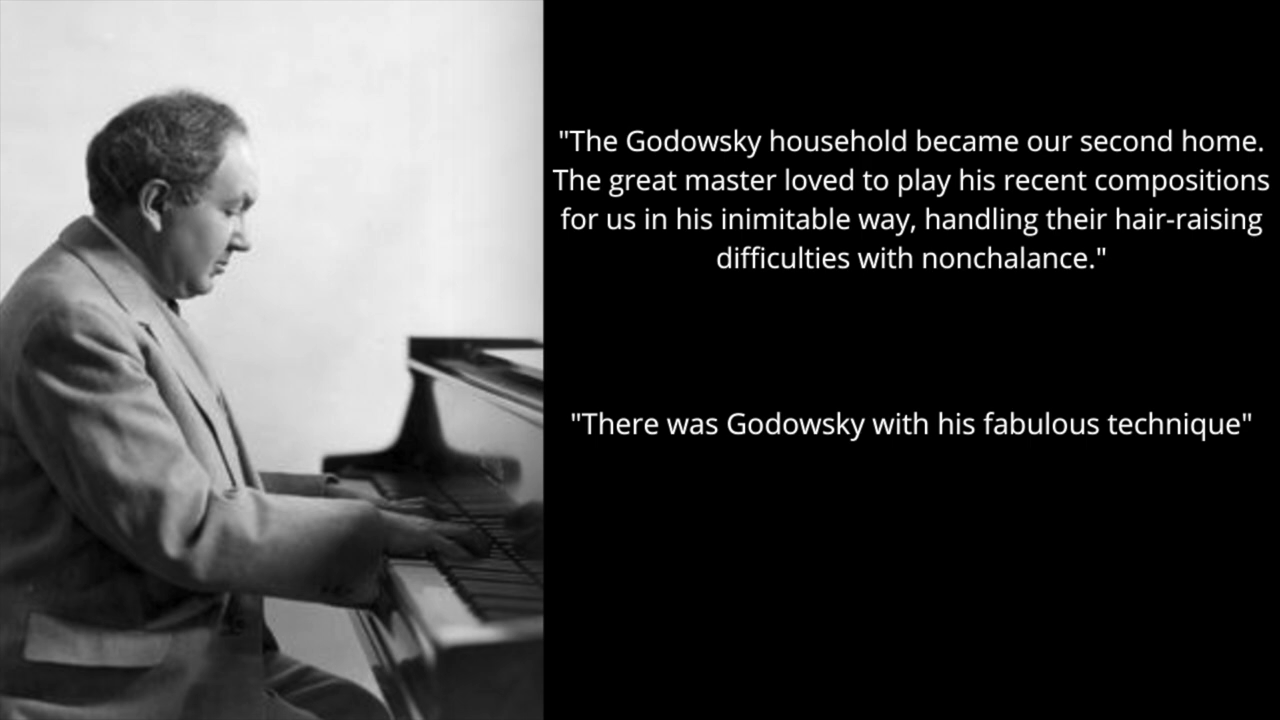 "The Godowsky household became our second home.
The great master loved to play his recent compositions
for us in his inimitable way, handling their hair-raising
difficulties with nonchalance."
"There was Godowsky with his fabulous technique"